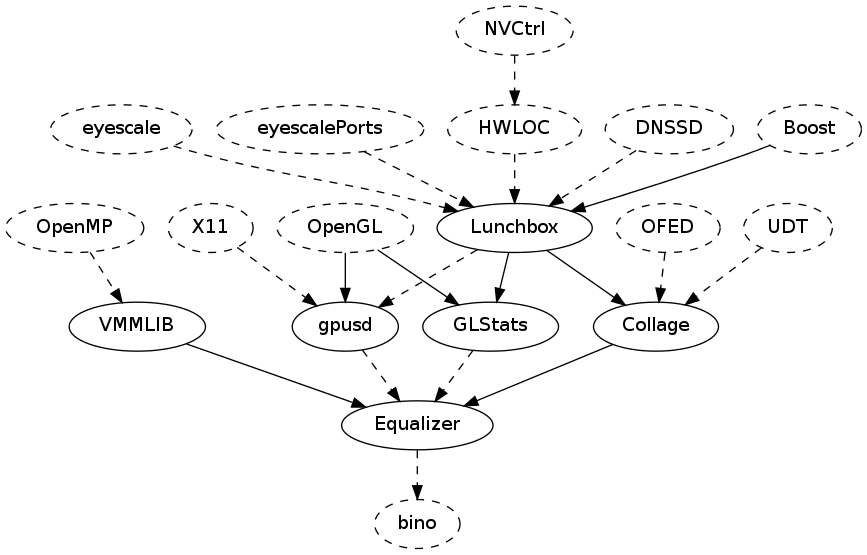 NVCtrl
eyescale
eyescalePorts
HWLOC
DNSSD
Boost
OpenMP
X11
OpenGL
Lunchbox
OFED
UDT
VMMLIB
gpusd
GLStats
Collage
Equalizer
bino